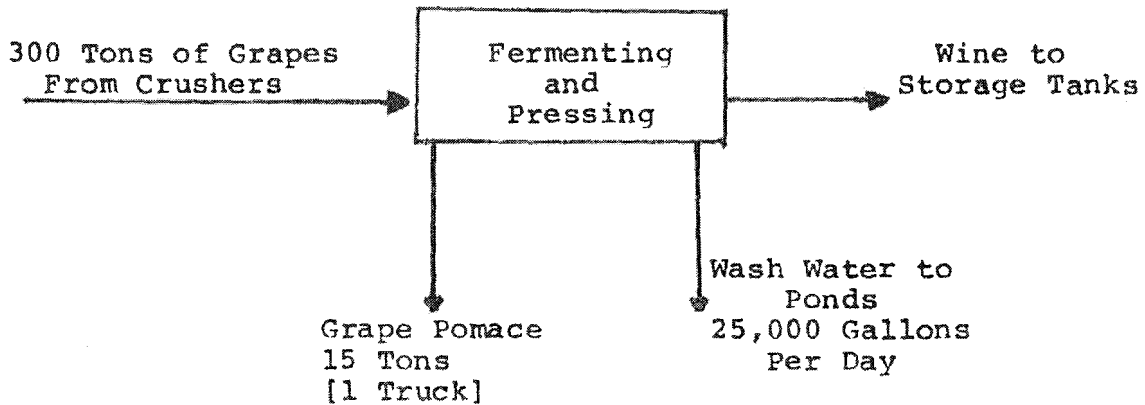 300 Tons of Grapes
From Crushers
Fermenting
and
Pressing
Wine to
Storage Tanks
Grape Pomace
15 Tons
[1 Truck]
Wash Water to
Ponds
25,000 Gallons
Per Day